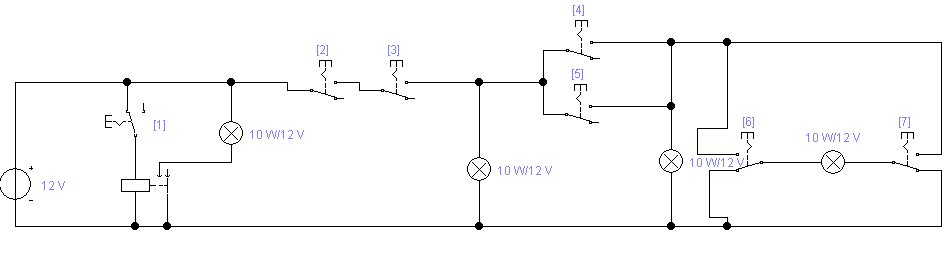 [4]
[2]
[3]
[5]
[1]
10 W/12 V
[6]
[7]
10 W/12 V
10 W/12 V
10 W/12 V
12 V
+
-